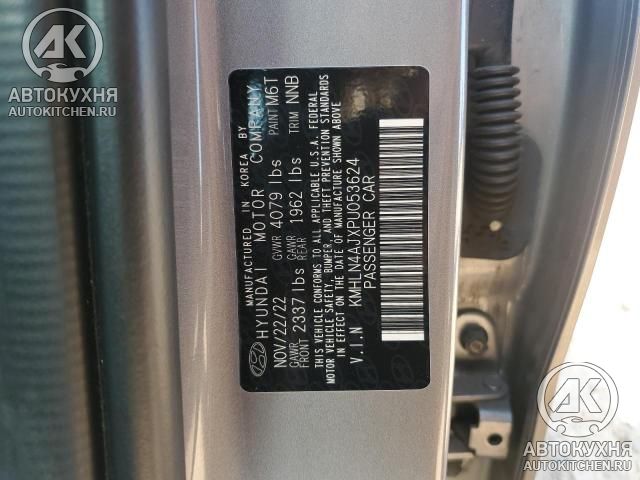 AK
АВТОКУХНЯ
AUTOKITCHEN.RU
MANUFACTURED IN KOREA BY
HYUNDAI MOTOR COMPANY
NOV/22/22 GVWR 4079 lbs PAINT M6T
GAWR FRONT 2337 lbs GAWR REAR 1962 lbs TRIM NNB
THIS VEHICLE CONFORMS TO ALL APPLICABLE U.S.A. FEDERAL
MOTOR VEHICLE SAFETY, BUMPER, AND THEFT PREVENTION STANDARDS
IN EFFECT ON THE DATE OF MANUFACTURE SHOWN ABOVE
V.I.N KMHLN4AJXPU053624
PASSENGER CAR
AK
АВТОКУХНЯ
AUTOKITCHEN.RU